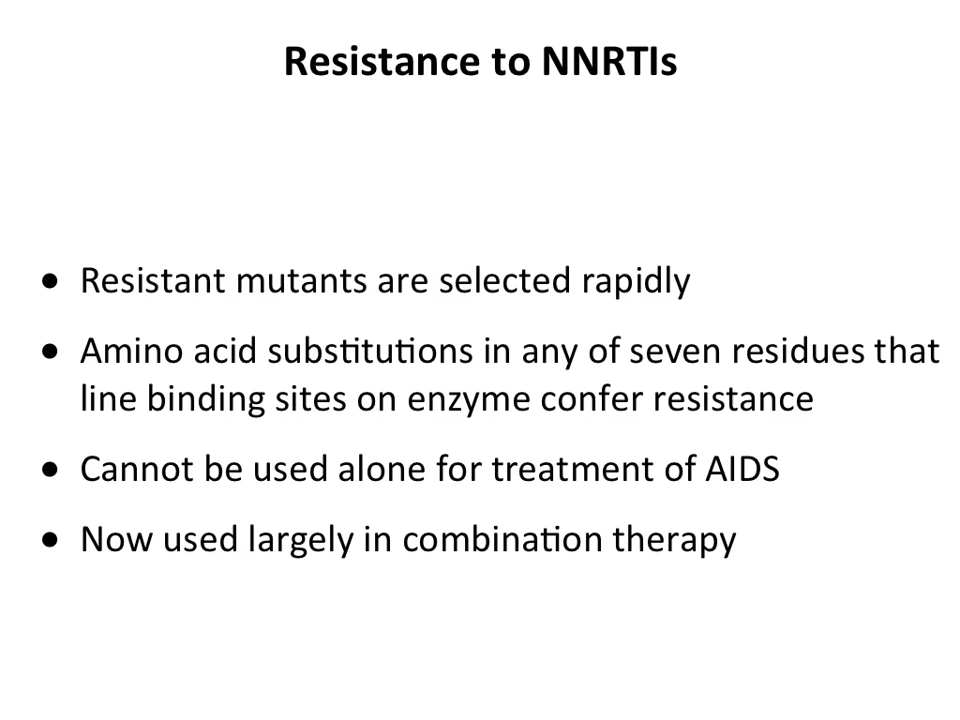 Resistance to NNRTIs
• Resistant mutants are selected rapidly
• Amino acid substitutions in any of seven residues that
line binding sites on enzyme confer resistance
• Cannot be used alone for treatment of AIDS
• Now used largely in combination therapy